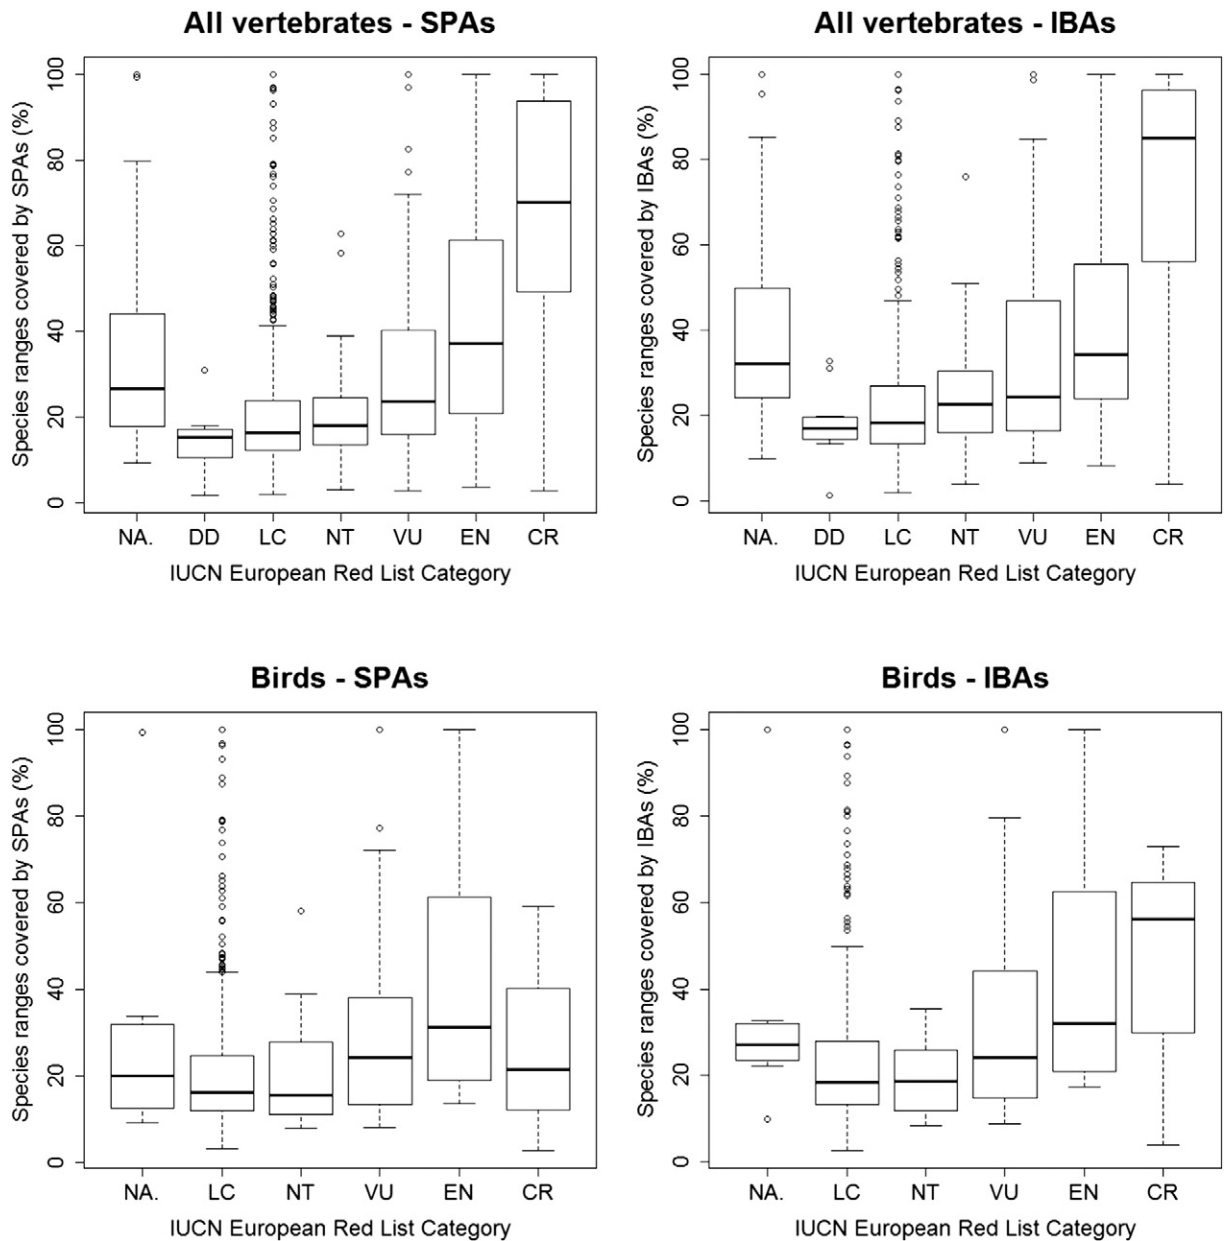 All vertebrates - SPAs
Species ranges covered by SPAs (%)
100
80
60
40
20
0
NA. DD LC NT VU EN CR
IUCN European Red List Category
All vertebrates - IBAs
Species ranges covered by IBAs (%)
100
80
60
40
20
0
NA. DD LC NT VU EN CR
IUCN European Red List Category
Birds - SPAs
Species ranges covered by SPAs (%)
100
80
60
40
20
0
NA. LC NT VU EN CR
IUCN European Red List Category
Birds - IBAs
Species ranges covered by IBAs (%)
100
80
60
40
20
0
NA. LC NT VU EN CR
IUCN European Red List Category